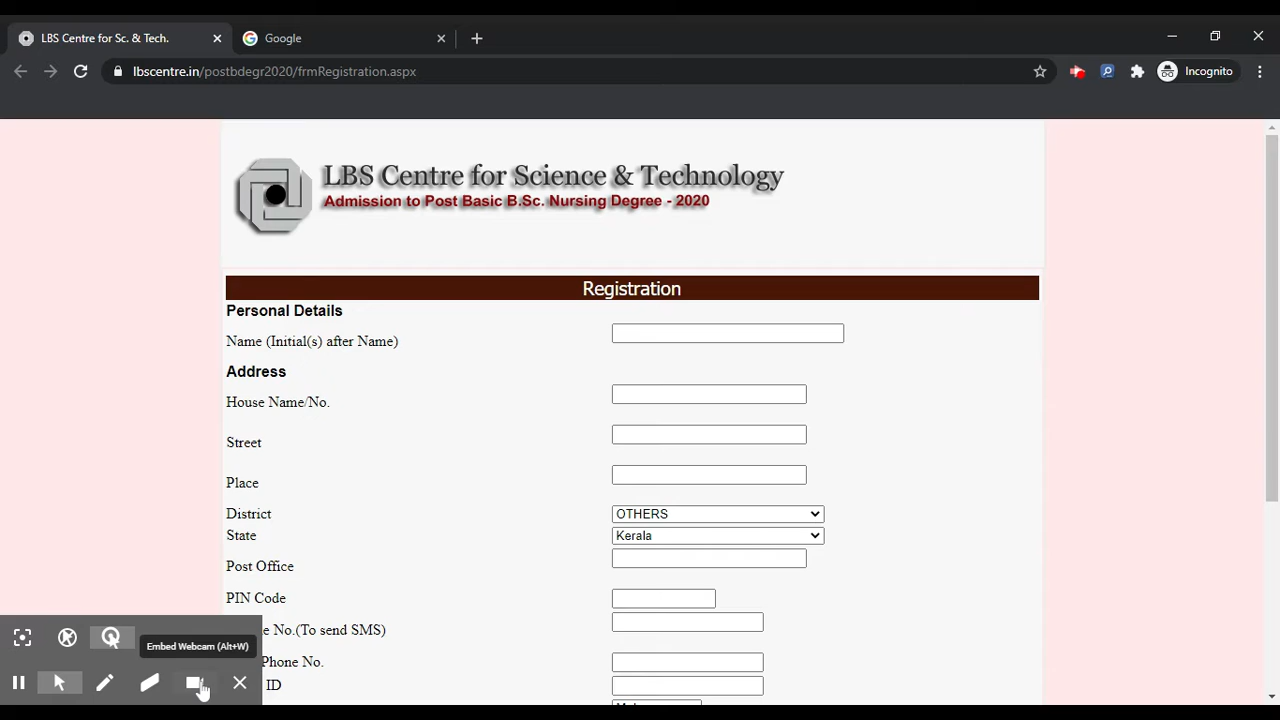 LBS Centre for Sc. & Tech.
Google
lbscentre.in/postbdegr2020/frmRegistration.aspx
Incognito
LBS Centre for Science & Technology
Admission to Post Basic B.Sc. Nursing Degree - 2020
Registration
Personal Details
Name (Initial(s) after Name)
Address
House Name/No.
Street
Place
District OTHERS
State Kerala
Post Office
PIN Code
No.(To send SMS)
Phone No.
ID
Embed Webcam (Alt+W)